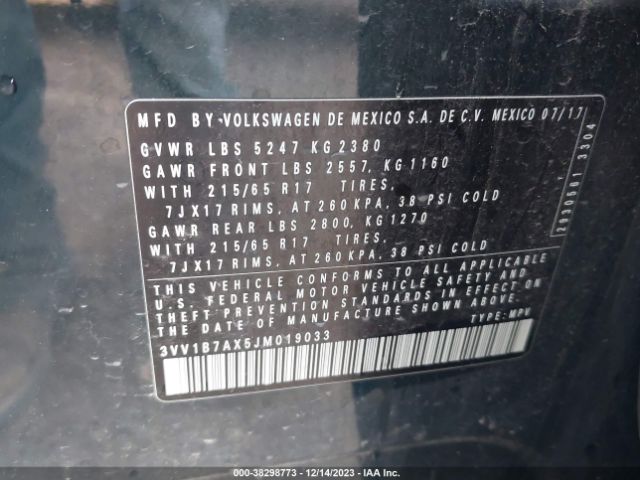 MFD BY VOLKSWAGEN DE MEXICO S.A. DE C.V. MEXICO 07/17
GVWR LBS 5247 KG 2380
GAWR FRONT LBS 2557, KG 1160
WITH 215/65 R17 TIRES,
7JX17 RIMS, AT 260 KPA, 38 PSI COLD
GAWR REAR LBS 2800, KG 1270
WITH 215/65 R17 TIRES,
7JX17 RIMS, AT 260 KPA, 38 PSI COLD
THIS VEHICLE CONFORMS TO ALL APPLICABLE
U.S. FEDERAL MOTOR VEHICLE SAFETY AND
THEFT PREVENTION STANDARDS IN EFFECT ON
THE DATE OF MANUFACTURE SHOWN ABOVE.
3VV1B7AX5JM019033 TYPE: MPV
3304
000-38298773 - 12/14/2023 - IAA Inc.